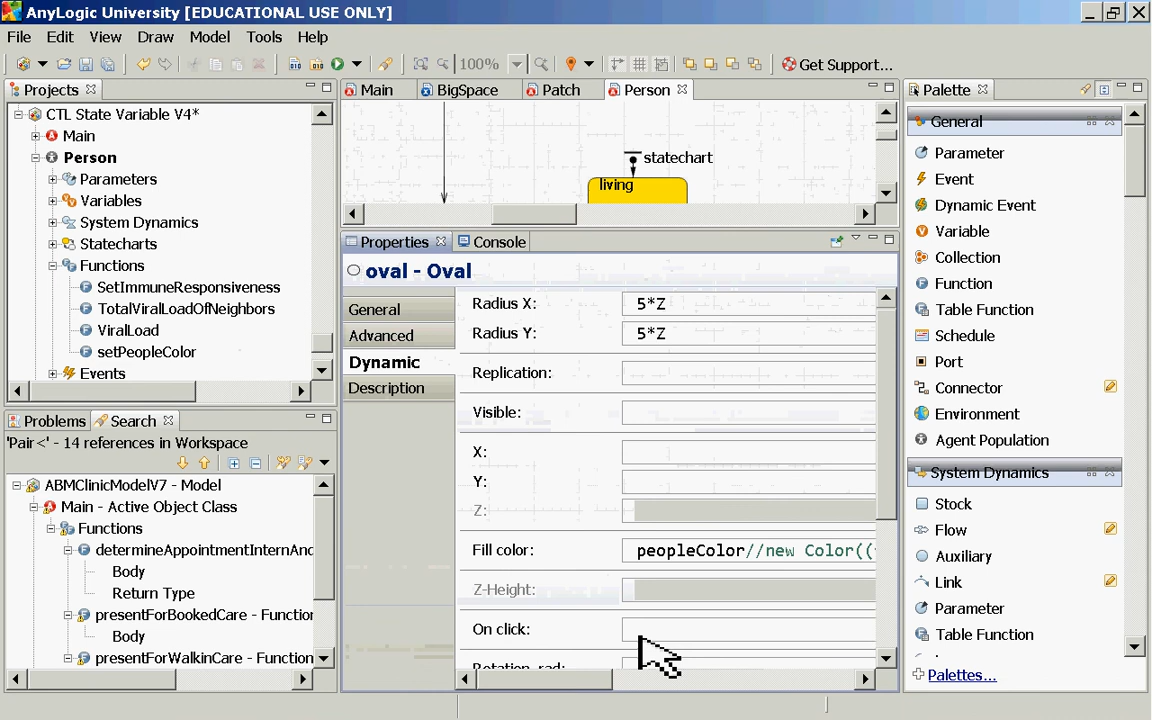 AnyLogic University [EDUCATIONAL USE ONLY]
File Edit View Draw Model Tools Help
100%
Get Support...
Projects
CTL State Variable V4*
Main
Person
Parameters
Variables
System Dynamics
Statecharts
Functions
SetImmuneResponsiveness
TotalViralLoadOfNeighbors
ViralLoad
setPeopleColor
Events
Problems Search
'Pair<' - 14 references in Workspace
ABMClinicModelV7 - Model
Main - Active Object Class
Functions
determineAppointmentInternAnd
Body
Return Type
presentForBookedCare - Function
Body
presentForWalkinCare - Function
Main BigSpace Patch Person
statechart
living
Properties Console
oval - Oval
General
Advanced
Dynamic
Description
Radius X: 5*Z
Radius Y: 5*Z
Replication:
Visible:
X:
Y:
Z:
Fill color: peopleColor//new Color((
Z-Height:
On click:
Rotation, rad:
Palette
General
Parameter
Event
Dynamic Event
Variable
Collection
Function
Table Function
Schedule
Port
Connector
Environment
Agent Population
System Dynamics
Stock
Flow
Auxiliary
Link
Parameter
Table Function
Palettes...